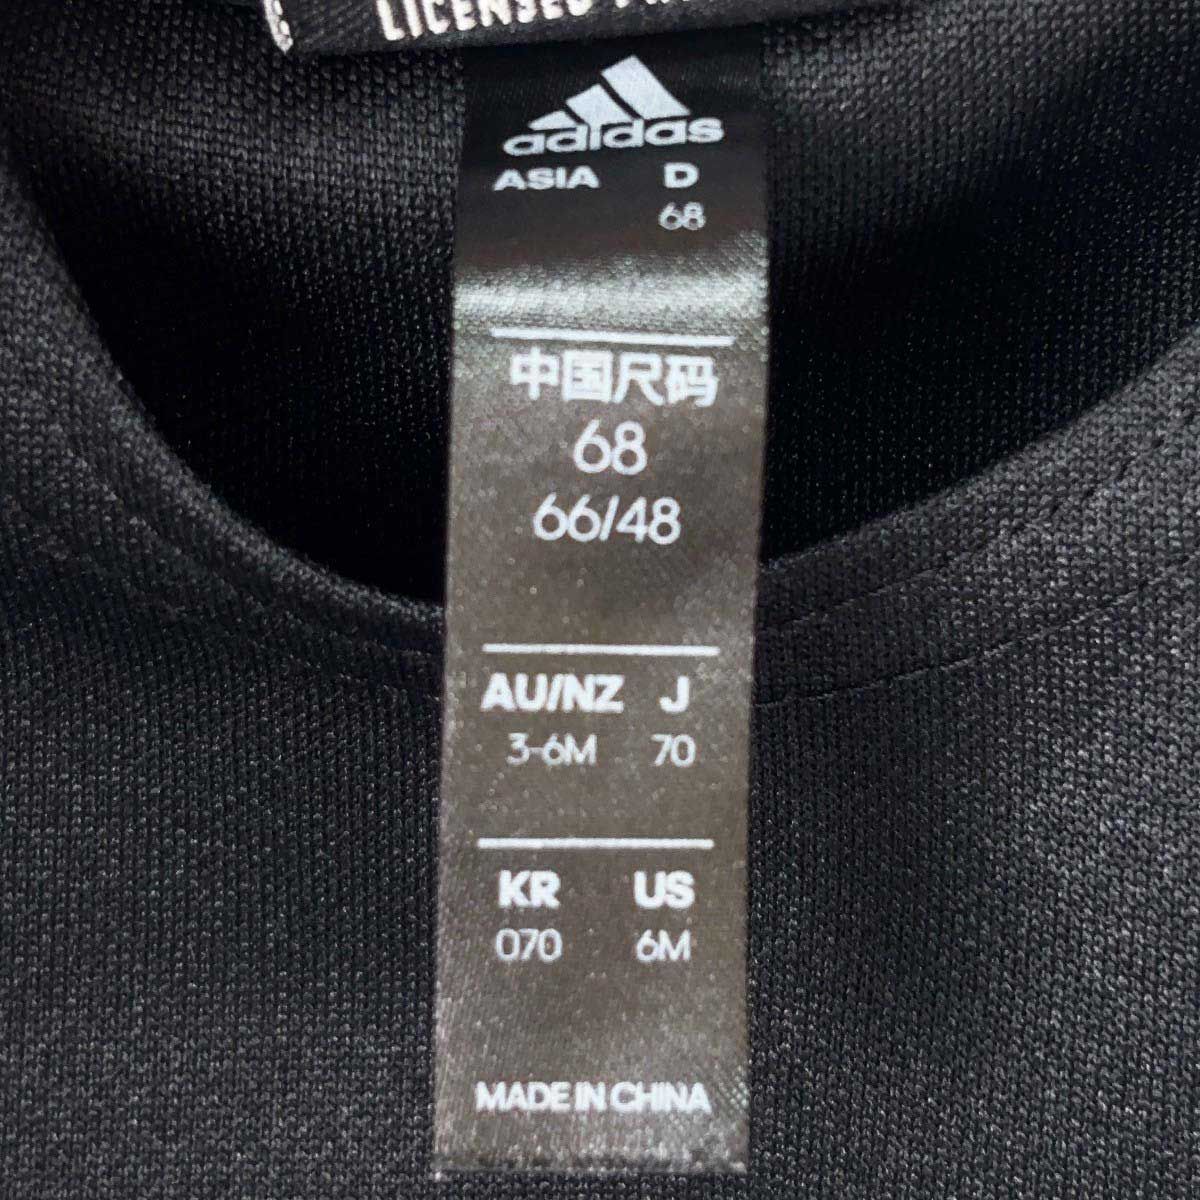 LICENSED
adidas
ASIA D
68
中国尺码
68
66/48
AU/NZ J
3-6M 70
KR US
070 6M
MADE IN CHINA